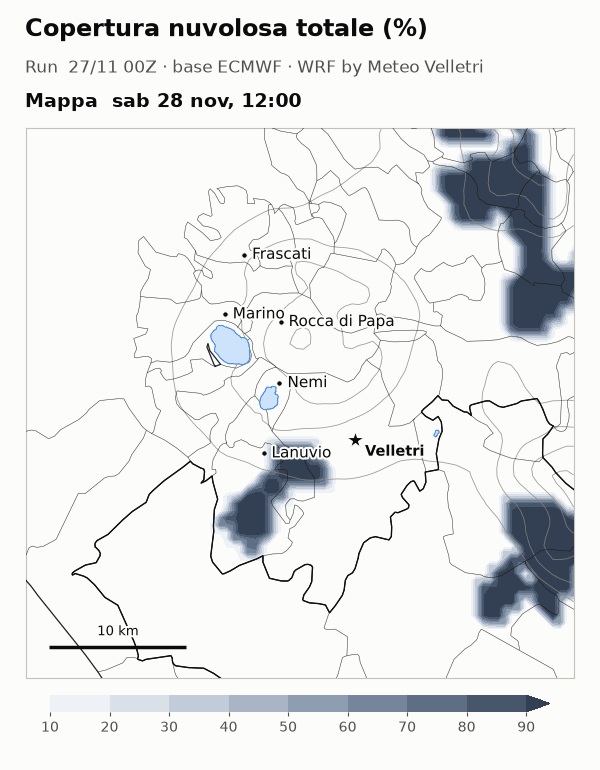 Copertura nuvolosa totale (%)
Run  27/11 00Z · base ECMWF · WRF by Meteo Velletri
Mappa  sab 28 nov, 12:00
Frascati
Marino
Rocca di Papa
Nemi
Velletri
Lanuvio
10 km
10 20 30 40 50 60 70 80 90